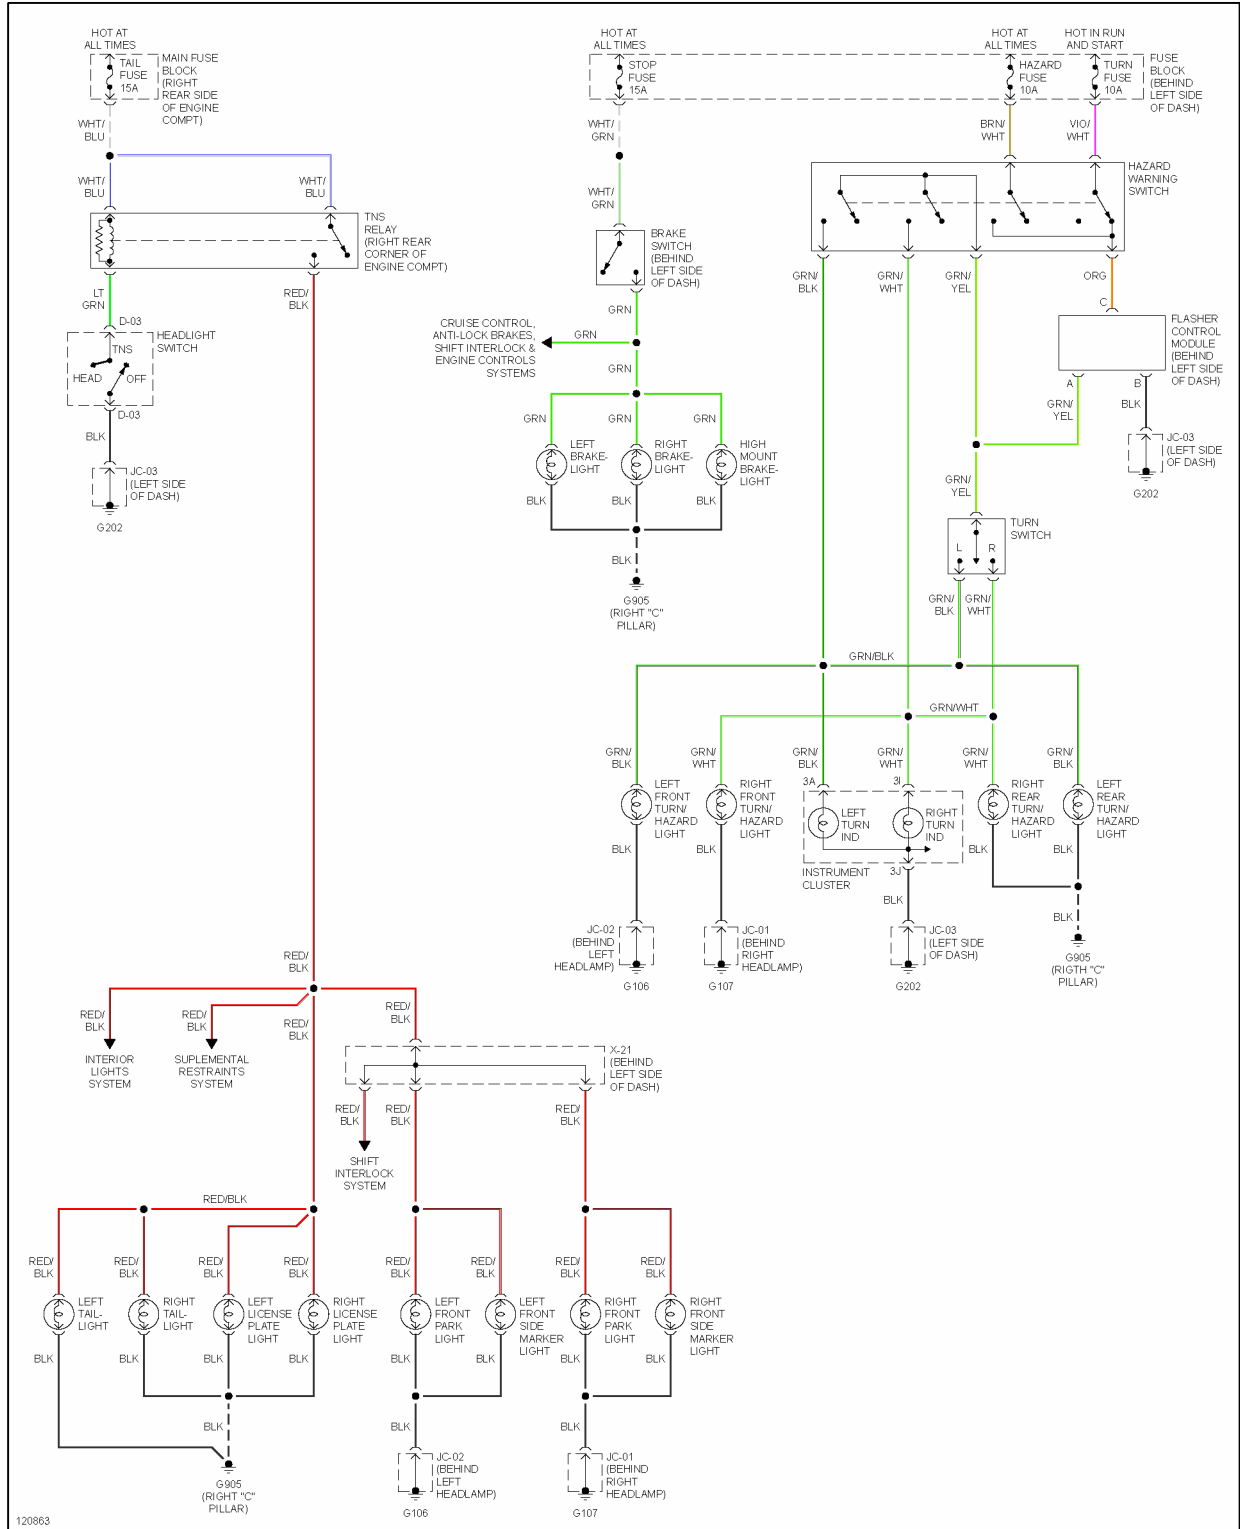 HOT AT
ALL TIMES
TAIL
FUSE
15A
MAIN FUSE
BLOCK
(RIGHT
REAR SIDE
OF ENGINE
COMPT)
WHT/
BLU
WHT/
BLU
WHT/
BLU
TNS
RELAY
(RIGHT REAR
CORNER OF
ENGINE COMPT)
LT
GRN
RED/
BLK
D-03
HEADLIGHT
SWITCH
TNS
HEAD
OFF
D-03
BLK
JC-03
(LEFT SIDE
OF DASH)
G202
HOT AT
ALL TIMES
STOP
FUSE
15A
HOT AT
ALL TIMES
HAZARD
FUSE
10A
HOT IN RUN
AND START
TURN
FUSE
10A
FUSE
BLOCK
(BEHIND
LEFT SIDE
OF DASH)
WHT/
GRN
BRN/
WHT
VIO/
WHT
WHT/
GRN
HAZARD
WARNING
SWITCH
BRAKE
SWITCH
(BEHIND
LEFT SIDE
OF DASH)
GRN
CRUISE CONTROL,
ANTI-LOCK BRAKES,
SHIFT INTERLOCK &
ENGINE CONTROLS
SYSTEMS
GRN
GRN
GRN
GRN
GRN
LEFT
BRAKE-
LIGHT
RIGHT
BRAKE-
LIGHT
HIGH
MOUNT
BRAKE-
LIGHT
BLK
BLK
BLK
BLK
G905
(RIGHT "C"
PILLAR)
GRN/
BLK
GRN/
WHT
GRN/
YEL
ORG
C
FLASHER
CONTROL
MODULE
(BEHIND
LEFT SIDE
OF DASH)
A
B
GRN/
YEL
BLK
JC-03
(LEFT SIDE
OF DASH)
G202
GRN/
YEL
TURN
SWITCH
L
R
GRN/
BLK
GRN/
WHT
GRN/BLK
GRN/WHT
GRN/
BLK
GRN/
WHT
GRN/
BLK
GRN/
WHT
GRN/
WHT
GRN/
BLK
3A
3I
LEFT
FRONT
TURN/
HAZARD
LIGHT
RIGHT
FRONT
TURN/
HAZARD
LIGHT
LEFT
TURN
IND
RIGHT
TURN
IND
RIGHT
REAR
TURN/
HAZARD
LIGHT
LEFT
REAR
TURN/
HAZARD
LIGHT
BLK
BLK
BLK
BLK
INSTRUMENT
CLUSTER
3J
BLK
BLK
JC-02
(BEHIND
LEFT
HEADLAMP)
G106
JC-01
(BEHIND
RIGHT
HEADLAMP)
G107
JC-03
(LEFT SIDE
OF DASH)
G202
G905
(RIGTH "C"
PILLAR)
RED/
BLK
RED/
BLK
RED/
BLK
RED/
BLK
RED/
BLK
INTERIOR
LIGHTS
SYSTEM
SUPLEMENTAL
RESTRAINTS
SYSTEM
X-21
(BEHIND
LEFT SIDE
OF DASH)
RED/
BLK
RED/
BLK
RED/
BLK
SHIFT
INTERLOCK
SYSTEM
RED/BLK
RED/
BLK
RED/
BLK
RED/
BLK
RED/
BLK
RED/
BLK
RED/
BLK
RED/
BLK
RED/
BLK
LEFT
TAIL-
LIGHT
RIGHT
TAIL-
LIGHT
LEFT
LICENSE
PLATE
LIGHT
RIGHT
LICENSE
PLATE
LIGHT
LEFT
FRONT
PARK
LIGHT
LEFT
FRONT
SIDE
MARKER
LIGHT
RIGHT
FRONT
PARK
LIGHT
RIGHT
FRONT
SIDE
MARKER
LIGHT
BLK
BLK
BLK
BLK
BLK
BLK
BLK
BLK
BLK
BLK
BLK
G905
(RIGHT "C"
PILLAR)
JC-02
(BEHIND
LEFT
HEADLAMP)
G106
JC-01
(BEHIND
RIGHT
HEADLAMP)
G107
120863